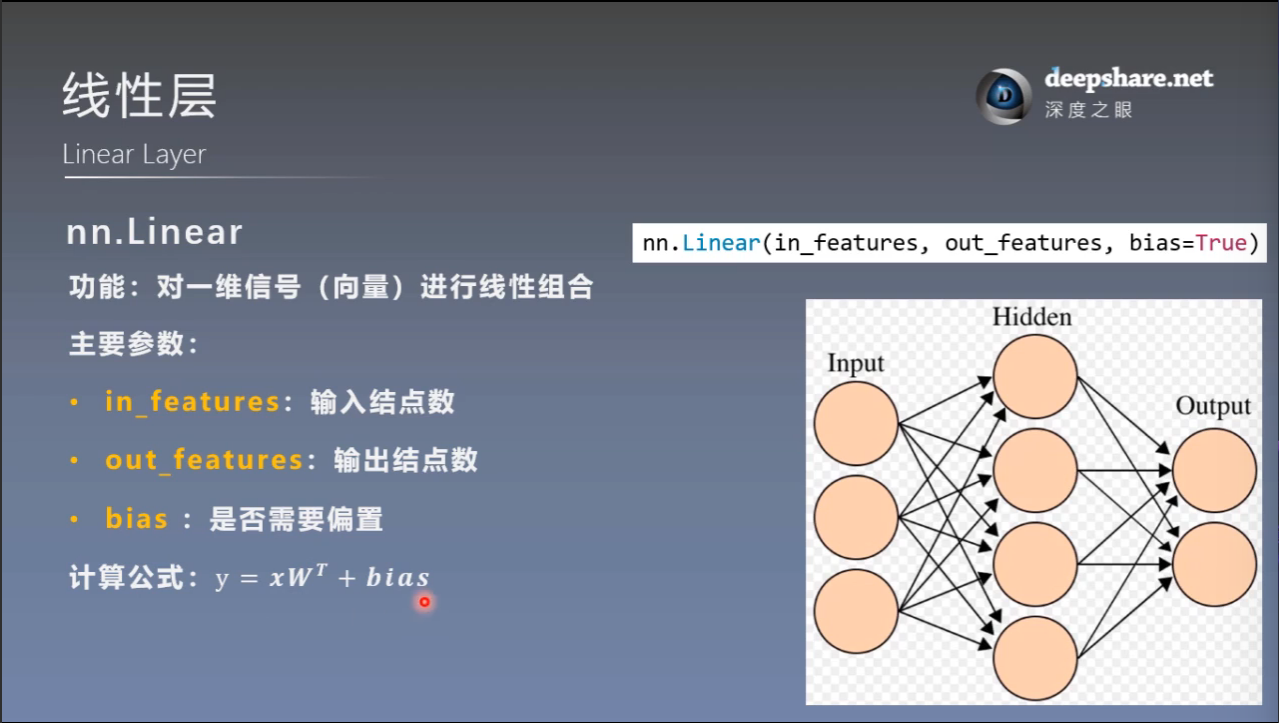 线性层
Linear Layer
deepshare.net
深度之眼
nn.Linear
nn.Linear(in_features, out_features, bias=True)
功能：对一维信号（向量）进行线性组合
主要参数：
• in_features：输入结点数
• out_features：输出结点数
• bias ：是否需要偏置
计算公式：y = xWᵀ + bias
Input
Hidden
Output